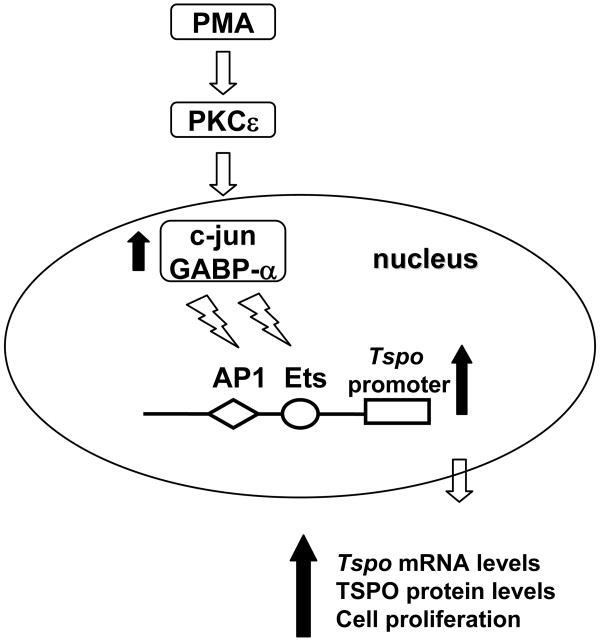 PMA
PKCε
c-jun
GABP-α
nucleus
AP1 Ets
Tspo
promoter
Tspo mRNA levels
TSPO protein levels
Cell proliferation